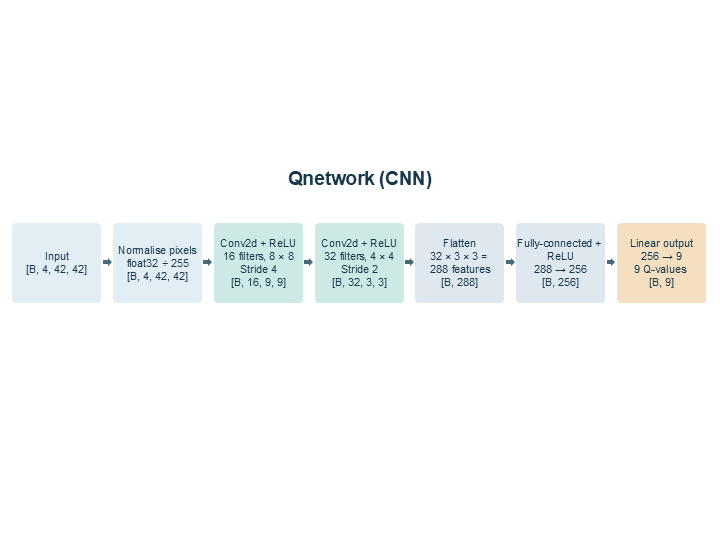 Qnetwork (CNN)
Input
[B, 4, 42, 42]
Normalise pixels
float32 ÷ 255
[B, 4, 42, 42]
Conv2d + ReLU
16 filters, 8 × 8
Stride 4
[B, 16, 9, 9]
Conv2d + ReLU
32 filters, 4 × 4
Stride 2
[B, 32, 3, 3]
Flatten
32 × 3 × 3 =
288 features
[B, 288]
Fully-connected +
ReLU
288 → 256
[B, 256]
Linear output
256 → 9
9 Q-values
[B, 9]